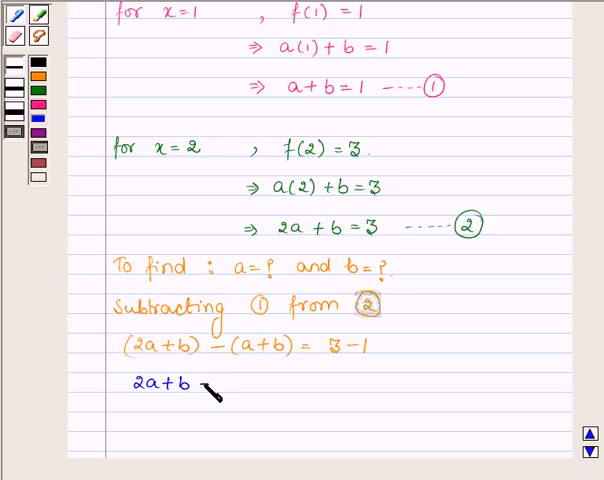 for x=1 , f(1) = 1
⇒ a(1) + b = 1
⇒ a + b = 1 ----- ①
for x = 2 , f(2) = 3.
⇒ a(2) + b = 3
⇒ 2a + b = 3 ------ ②
To find : a=? and b=?.
Subtracting ① from ②
(2a+b) - (a+b) = 3-1
2a+b -